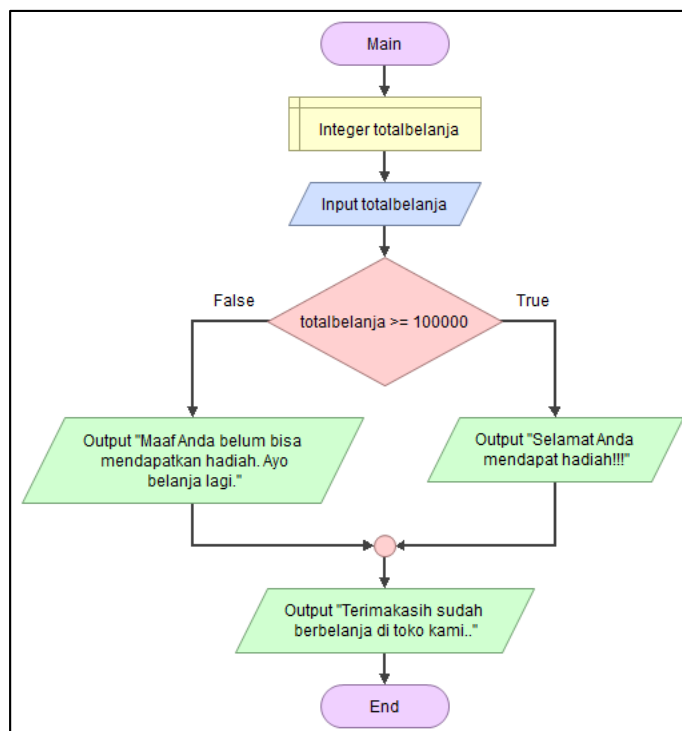 Main
Integer totalbelanja
Input totalbelanja
False
True
totalbelanja >= 100000
Output "Maaf Anda belum bisa
mendapatkan hadiah. Ayo
belanja lagi."
Output "Selamat Anda
mendapat hadiah!!!"
Output "Terimakasih sudah
berbelanja di toko kami.."
End